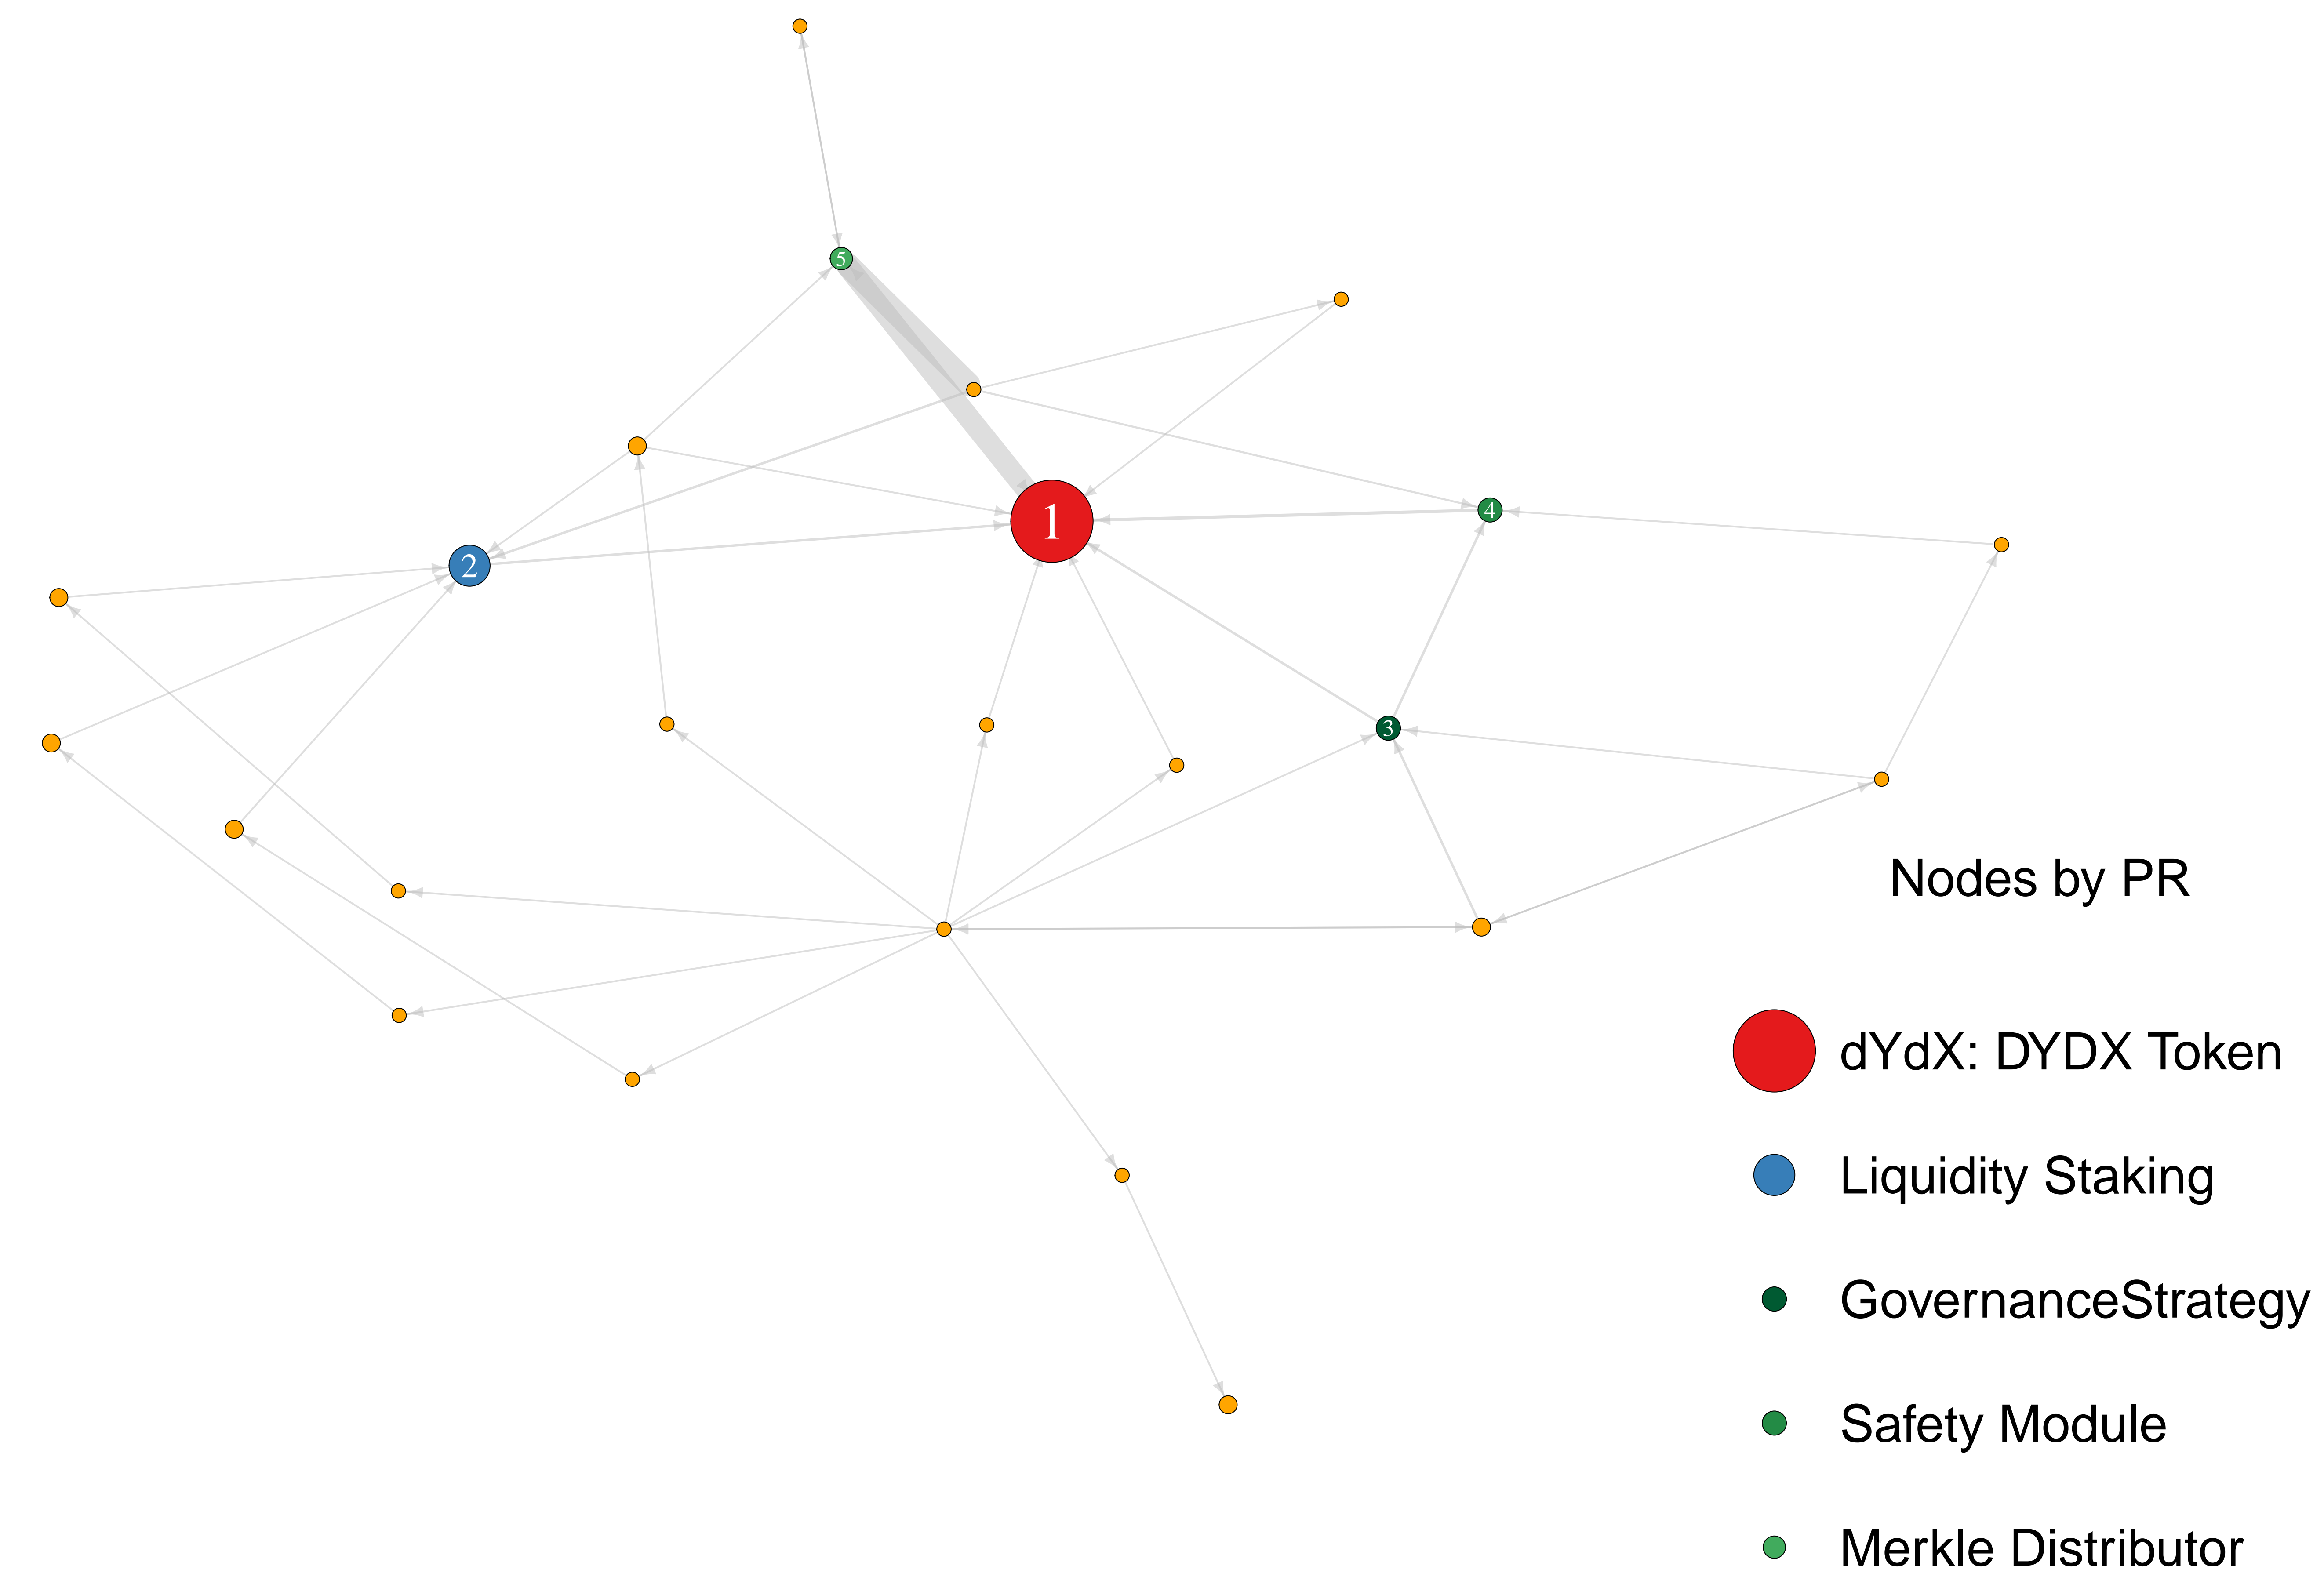 5
1
4
2
3
Nodes by PR
dYdX: DYDX Token
Liquidity Staking
GovernanceStrategy
Safety Module
Merkle Distributor